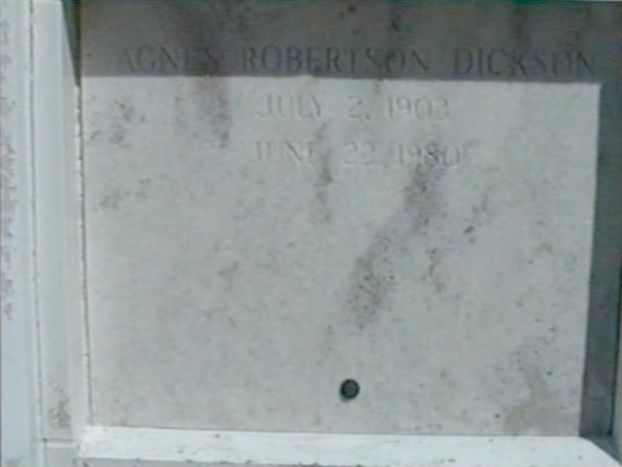 AGNES ROBERTSON DICKSON
JULY 2, 1903
JUNE 22, 1980